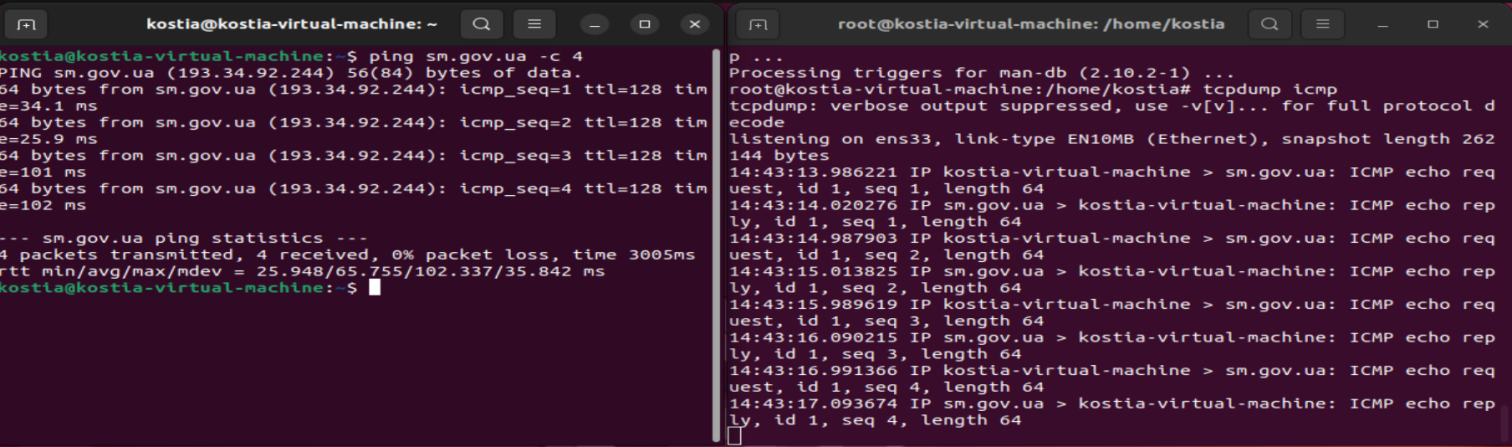 kostia@kostia-virtual-machine: ~
kostia@kostia-virtual-machine:~$ ping sm.gov.ua -c 4
PING sm.gov.ua (193.34.92.244) 56(84) bytes of data.
64 bytes from sm.gov.ua (193.34.92.244): icmp_seq=1 ttl=128 tim
e=34.1 ms
64 bytes from sm.gov.ua (193.34.92.244): icmp_seq=2 ttl=128 tim
e=25.9 ms
64 bytes from sm.gov.ua (193.34.92.244): icmp_seq=3 ttl=128 tim
e=101 ms
64 bytes from sm.gov.ua (193.34.92.244): icmp_seq=4 ttl=128 tim
e=102 ms
--- sm.gov.ua ping statistics ---
4 packets transmitted, 4 received, 0% packet loss, time 3005ms
rtt min/avg/max/mdev = 25.948/65.755/102.337/35.842 ms
kostia@kostia-virtual-machine:~$
root@kostia-virtual-machine: /home/kostia
p ...
Processing triggers for man-db (2.10.2-1) ...
root@kostia-virtual-machine:/home/kostia# tcpdump icmp
tcpdump: verbose output suppressed, use -v[v]... for full protocol d
ecode
listening on ens33, link-type EN10MB (Ethernet), snapshot length 262
144 bytes
14:43:13.986221 IP kostia-virtual-machine > sm.gov.ua: ICMP echo req
uest, id 1, seq 1, length 64
14:43:14.020276 IP sm.gov.ua > kostia-virtual-machine: ICMP echo rep
ly, id 1, seq 1, length 64
14:43:14.987903 IP kostia-virtual-machine > sm.gov.ua: ICMP echo req
uest, id 1, seq 2, length 64
14:43:15.013825 IP sm.gov.ua > kostia-virtual-machine: ICMP echo rep
ly, id 1, seq 2, length 64
14:43:15.989619 IP kostia-virtual-machine > sm.gov.ua: ICMP echo req
uest, id 1, seq 3, length 64
14:43:16.090215 IP sm.gov.ua > kostia-virtual-machine: ICMP echo rep
ly, id 1, seq 3, length 64
14:43:16.991366 IP kostia-virtual-machine > sm.gov.ua: ICMP echo req
uest, id 1, seq 4, length 64
14:43:17.093674 IP sm.gov.ua > kostia-virtual-machine: ICMP echo rep
ly, id 1, seq 4, length 64